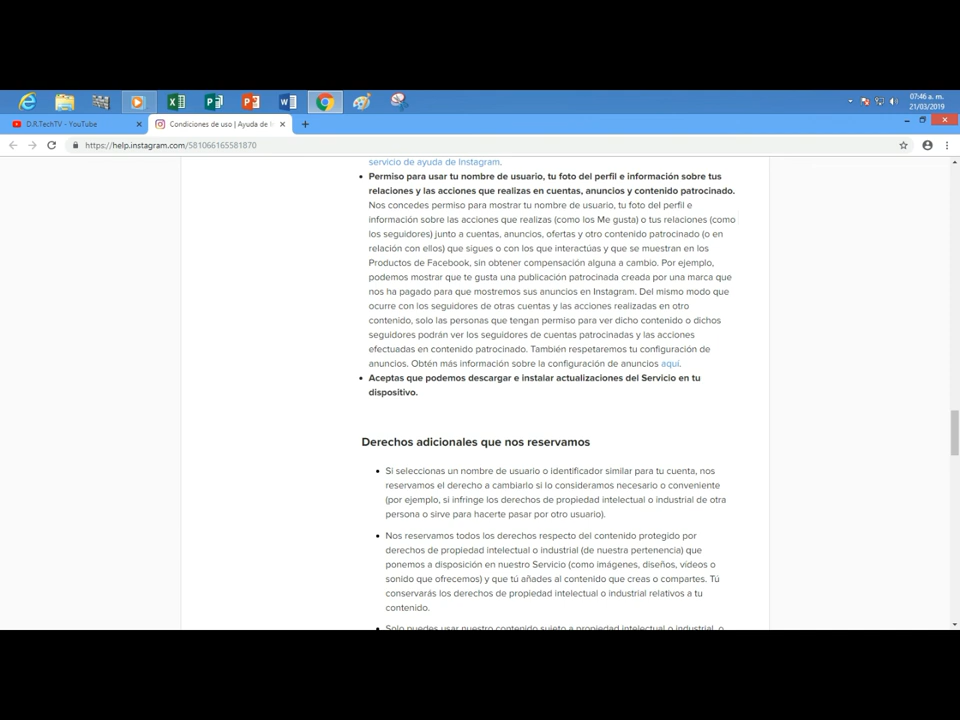 07:46 a. m.
21/03/2019
D.R.TechTV - YouTube
Condiciones de uso | Ayuda de
https://help.instagram.com/581066165581870
servicio de ayuda de Instagram.
• Permiso para usar tu nombre de usuario, tu foto del perfil e información sobre tus
relaciones y las acciones que realizas en cuentas, anuncios y contenido patrocinado.
Nos concedes permiso para mostrar tu nombre de usuario, tu foto del perfil e
información sobre las acciones que realizas (como los Me gusta) o tus relaciones (como
los seguidores) junto a cuentas, anuncios, ofertas y otro contenido patrocinado (o en
relación con ellos) que sigues o con los que interactúas y que se muestran en los
Productos de Facebook, sin obtener compensación alguna a cambio. Por ejemplo,
podemos mostrar que te gusta una publicación patrocinada creada por una marca que
nos ha pagado para que mostremos sus anuncios en Instagram. Del mismo modo que
ocurre con los seguidores de otras cuentas y las acciones realizadas en otro
contenido, solo las personas que tengan permiso para ver dicho contenido o dichos
seguidores podrán ver los seguidores de cuentas patrocinadas y las acciones
efectuadas en contenido patrocinado. También respetaremos tu configuración de
anuncios. Obtén más información sobre la configuración de anuncios aquí.
• Aceptas que podemos descargar e instalar actualizaciones del Servicio en tu
dispositivo.
Derechos adicionales que nos reservamos
• Si seleccionas un nombre de usuario o identificador similar para tu cuenta, nos
reservamos el derecho a cambiarlo si lo consideramos necesario o conveniente
(por ejemplo, si infringe los derechos de propiedad intelectual o industrial de otra
persona o sirve para hacerte pasar por otro usuario).
• Nos reservamos todos los derechos respecto del contenido protegido por
derechos de propiedad intelectual o industrial (de nuestra pertenencia) que
ponemos a disposición en nuestro Servicio (como imágenes, diseños, vídeos o
sonido que ofrecemos) y que tú añades al contenido que creas o compartes. Tú
conservarás los derechos de propiedad intelectual o industrial relativos a tu
contenido.
• Solo puedes usar nuestro contenido sujeto a propiedad intelectual o industrial, o